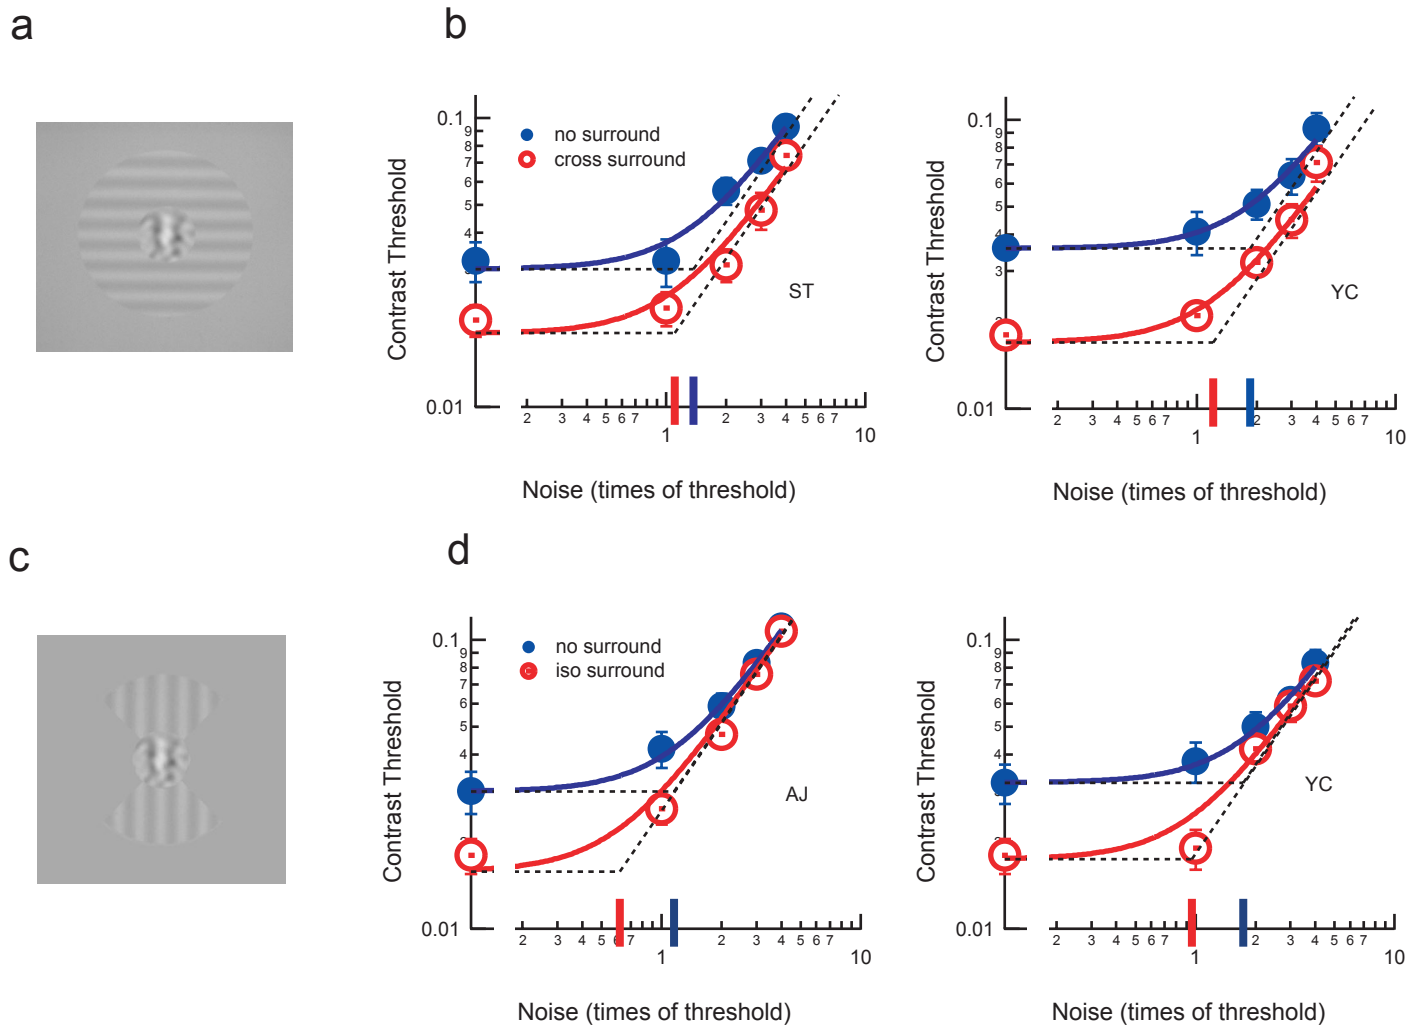 a
b
0.1
9
8
7
6
5
4
3
2
0.01
no surround
cross surround
ST
Contrast Threshold
2 3 4 5 6 7 1 2 3 4 5 6 7 10
Noise (times of threshold)
0.1
9
8
7
6
5
4
3
2
0.01
YC
Contrast Threshold
2 3 4 5 6 7 1 2 3 4 5 6 7 10
Noise (times of threshold)
c
d
0.1
9
8
7
6
5
4
3
2
0.01
no surround
iso surround
AJ
Contrast Threshold
2 3 4 5 6 7 1 2 3 4 5 6 7 10
Noise (times of threshold)
0.1
9
8
7
6
5
4
3
2
0.01
YC
Contrast Threshold
2 3 4 5 6 7 1 2 3 4 5 6 7 10
Noise (times of threshold)